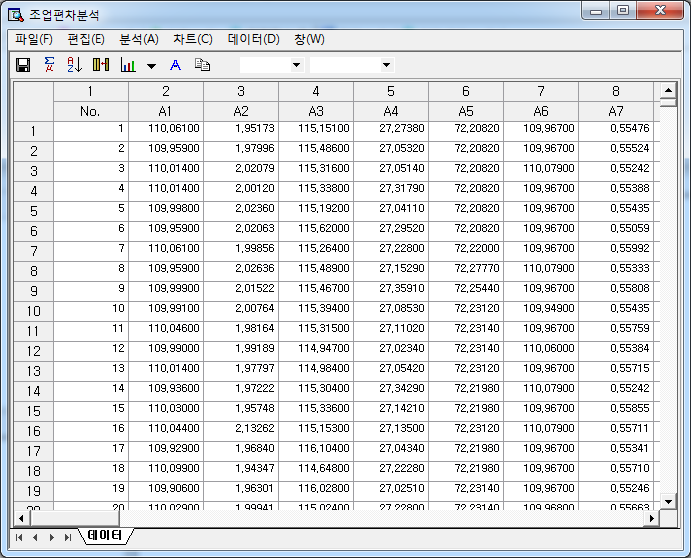 조업편차분석
파일(F) 편집(E) 분석(A) 차트(C) 데이터(D) 창(W)
Σ μ A Z A
1 2 3 4 5 6 7 8
No. A1 A2 A3 A4 A5 A6 A7
1 1 110,06100 1,95173 115,15100 27,27380 72,20820 109,96700 0,55476
2 2 109,95900 1,97996 115,48600 27,05320 72,20820 109,96700 0,55524
3 3 110,01400 2,02079 115,31600 27,05140 72,20820 110,07900 0,55242
4 4 110,01400 2,00120 115,33800 27,31790 72,20820 109,96700 0,55388
5 5 109,99800 2,02360 115,19200 27,04110 72,20820 109,96700 0,55435
6 6 109,95900 2,02063 115,62000 27,29520 72,20820 109,96700 0,55059
7 7 110,06100 1,99856 115,26400 27,22800 72,22000 109,96700 0,55992
8 8 109,95900 2,02636 115,48900 27,15290 72,27770 110,07900 0,55333
9 9 109,99900 2,01522 115,46700 27,35910 72,25440 109,96700 0,55808
10 10 109,99100 2,00764 115,39400 27,08530 72,23120 109,94900 0,55435
11 11 110,04600 1,98164 115,31500 27,11020 72,23140 109,96700 0,55759
12 12 109,99000 1,99189 114,94700 27,02340 72,23140 110,06000 0,55384
13 13 110,01400 1,97797 114,98400 27,05420 72,23120 109,96700 0,55715
14 14 109,93600 1,97222 115,30400 27,34290 72,21980 110,07900 0,55242
15 15 110,03000 1,95748 115,33600 27,14210 72,21980 109,96700 0,55855
16 16 110,04400 2,13262 115,15300 27,13500 72,23120 110,07900 0,55711
17 17 109,92900 1,96840 116,10400 27,04340 72,21980 109,96700 0,55341
18 18 110,09900 1,94347 114,64800 27,22280 72,21980 109,96700 0,55710
19 19 109,90600 1,96301 116,02800 27,02510 72,23140 109,96700 0,55246
20 20 110,02900 1,99941 115,02400 27,22800 72,23140 109,96800 0,55663
데이터